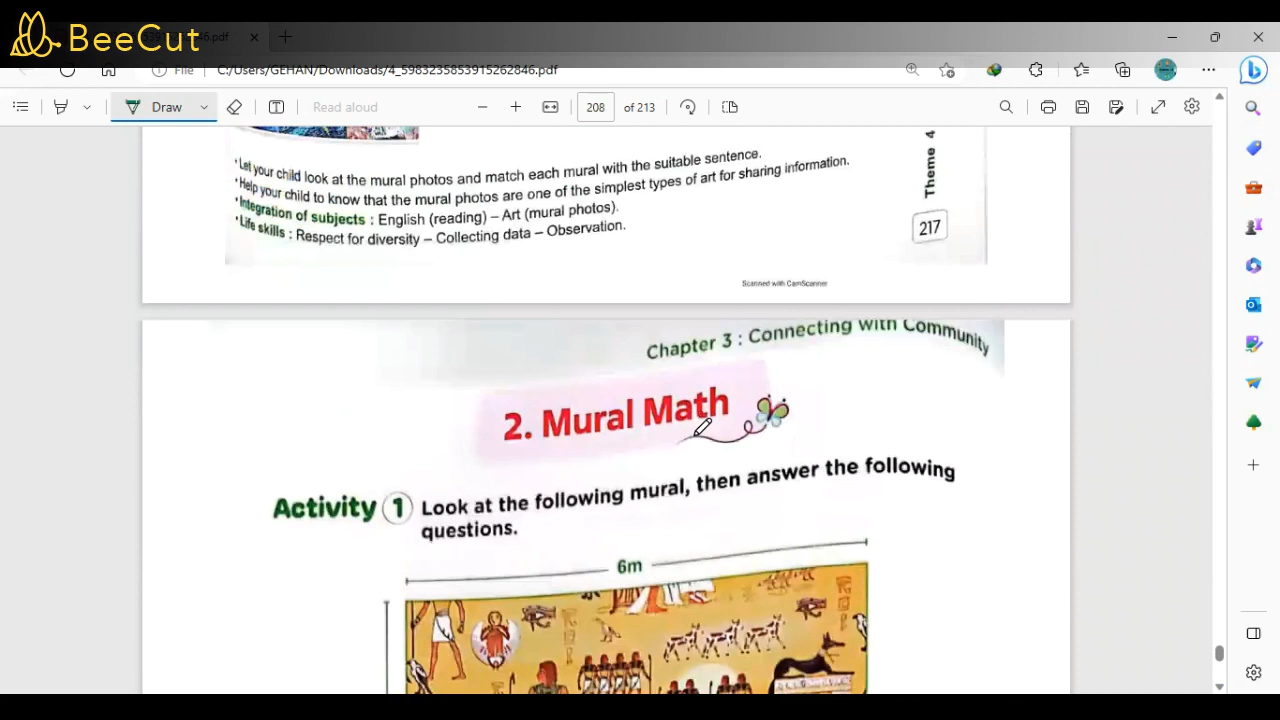 BeeCut
46.pdf
File
C:/Users/GEHAN/Downloads/4_5983235853915262846.pdf
Draw
Read aloud
208
of 213
•Let your child look at the mural photos and match each mural with the suitable sentence.
•Help your child to know that the mural photos are one of the simplest types of art for sharing information.
•Integration of subjects : English (reading) – Art (mural photos).
•Life skills : Respect for diversity – Collecting data – Observation.
Theme 4
217
Scanned with CamScanner
Chapter 3 : Connecting with Community
2. Mural Math
Activity 1 Look at the following mural, then answer the following
questions.
6m